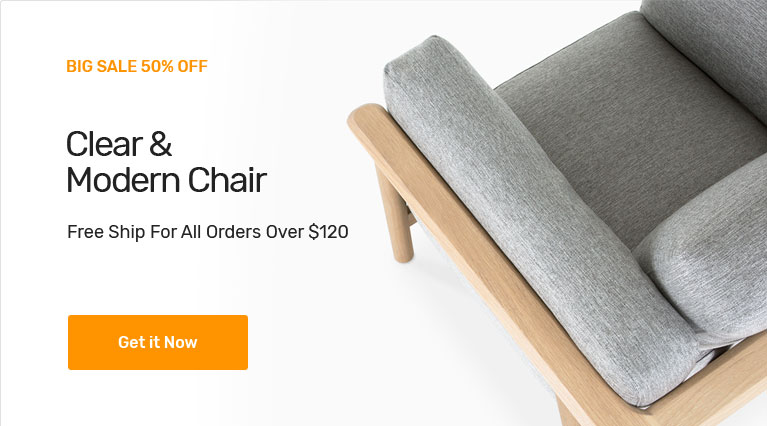 BIG SALE 50% OFF
Clear &
Modern Chair
Free Ship For All Orders Over $120
Get it Now